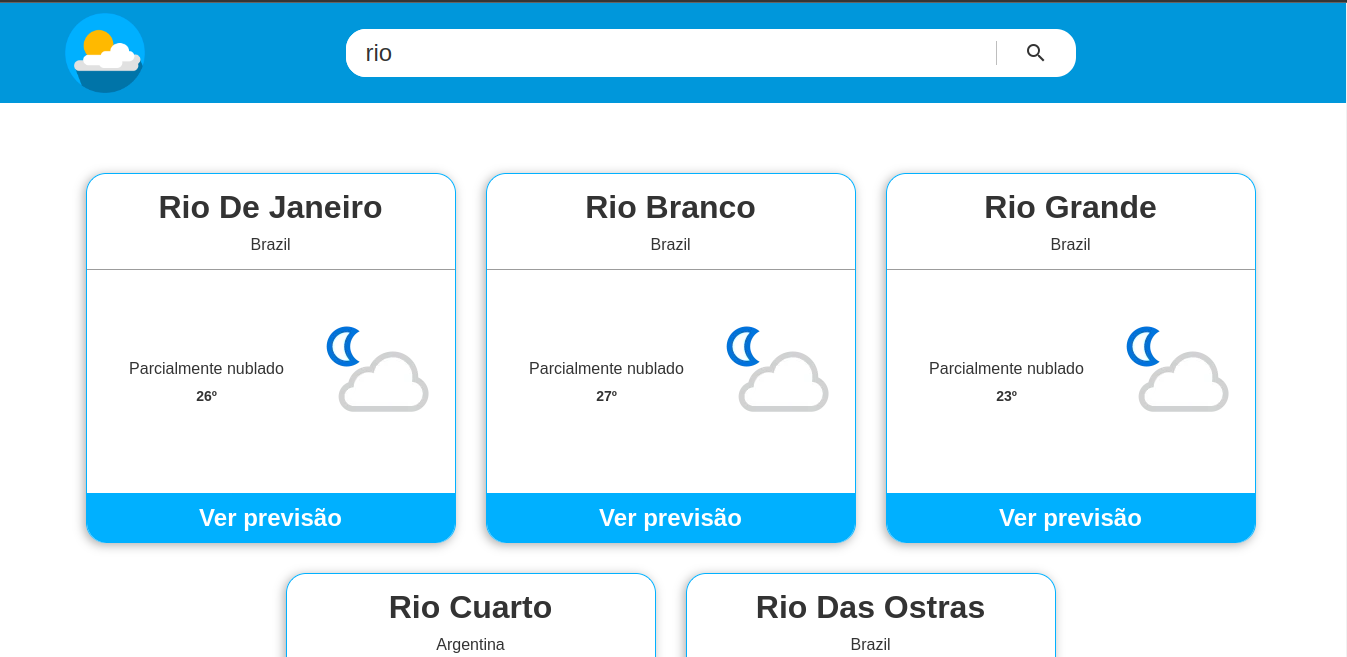 rio
Rio De Janeiro
Brazil
Parcialmente nublado
26º
Ver previsão
Rio Branco
Brazil
Parcialmente nublado
27º
Ver previsão
Rio Grande
Brazil
Parcialmente nublado
23º
Ver previsão
Rio Cuarto
Argentina
Rio Das Ostras
Brazil